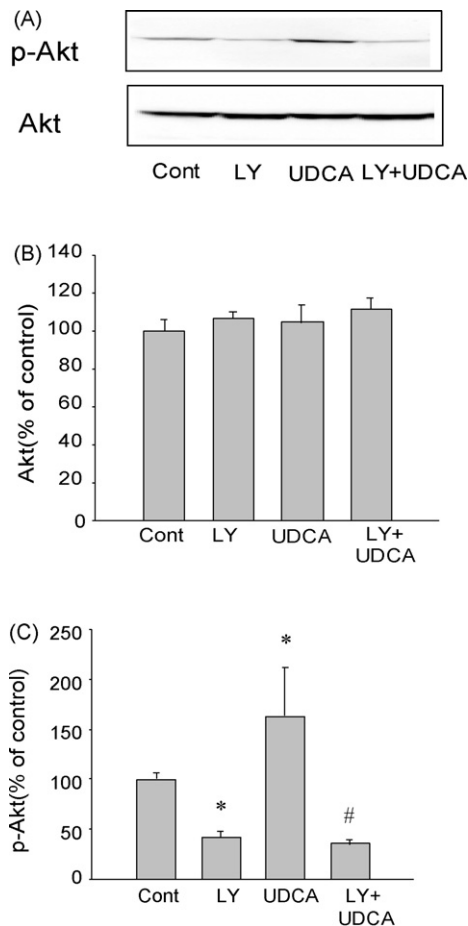 (A)
p-Akt
Akt
Cont LY UDCA LY+UDCA
(B)
Akt(% of control)
140
120
100
80
60
40
20
0
Cont LY UDCA LY+
UDCA
(C)
p-Akt(% of control)
250
200
150
100
50
0
*
*
#
Cont LY UDCA LY+
UDCA